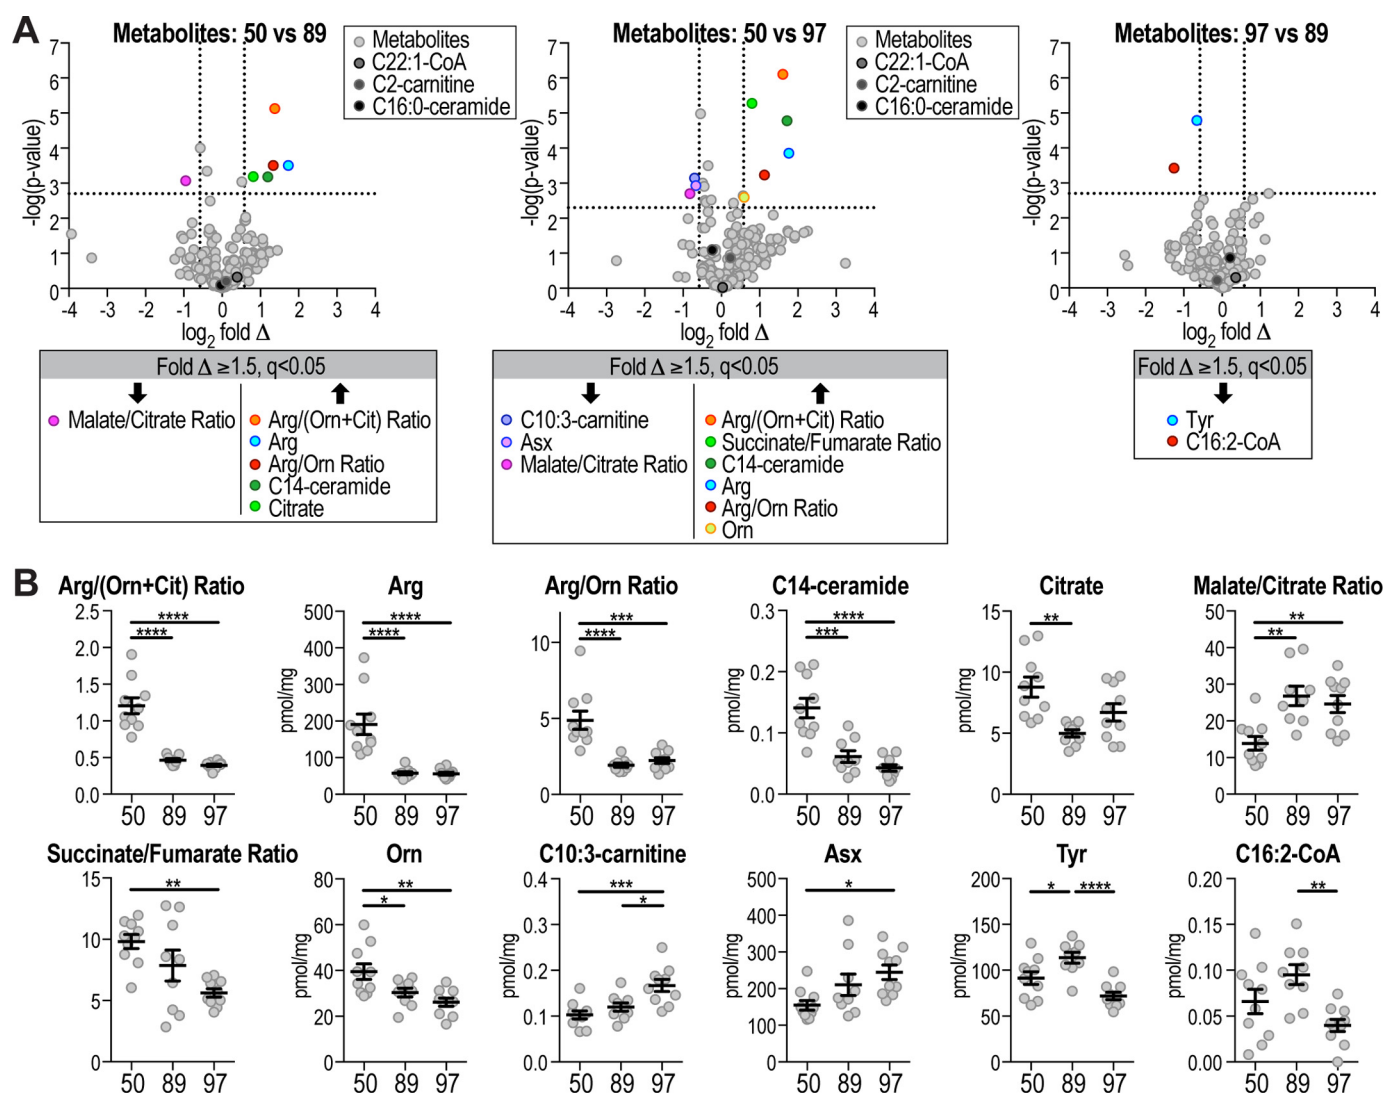 A
Metabolites: 50 vs 89
Metabolites
C22:1-CoA
C2-carnitine
C16:0-ceramide
-log(p-value)
7
6
5
4
3
2
1
0
-4 -3 -2 -1 0 1 2 3 4
log2 fold Δ
Metabolites: 50 vs 97
Metabolites
C22:1-CoA
C2-carnitine
C16:0-ceramide
-log(p-value)
7
6
5
4
3
2
1
0
-4 -3 -2 -1 0 1 2 3 4
log2 fold Δ
Metabolites: 97 vs 89
-log(p-value)
7
6
5
4
3
2
1
0
-4 -3 -2 -1 0 1 2 3 4
log2 fold Δ
Fold Δ ≥1.5, q<0.05
Malate/Citrate Ratio
Arg/(Orn+Cit) Ratio
Arg
Arg/Orn Ratio
C14-ceramide
Citrate
Fold Δ ≥1.5, q<0.05
C10:3-carnitine
Asx
Malate/Citrate Ratio
Arg/(Orn+Cit) Ratio
Succinate/Fumarate Ratio
C14-ceramide
Arg
Arg/Orn Ratio
Orn
Fold Δ ≥1.5, q<0.05
Tyr
C16:2-CoA
B
Arg/(Orn+Cit) Ratio
2.5
2.0
1.5
1.0
0.5
0.0
****
****
50 89 97
Arg
pmol/mg
500
400
300
200
100
0
****
****
50 89 97
Arg/Orn Ratio
10
5
0
***
****
50 89 97
C14-ceramide
pmol/mg
0.3
0.2
0.1
0.0
****
***
50 89 97
Citrate
pmol/mg
15
10
5
0
**
50 89 97
Malate/Citrate Ratio
50
40
30
20
10
0
**
**
50 89 97
Succinate/Fumarate Ratio
15
10
5
0
**
50 89 97
Orn
pmol/mg
80
60
40
20
0
**
*
50 89 97
C10:3-carnitine
pmol/mg
0.4
0.3
0.2
0.1
0.0
***
*
50 89 97
Asx
pmol/mg
500
400
300
200
100
0
*
50 89 97
Tyr
pmol/mg
200
150
100
50
0
* ****
50 89 97
C16:2-CoA
pmol/mg
0.20
0.15
0.10
0.05
0.00
**
50 89 97